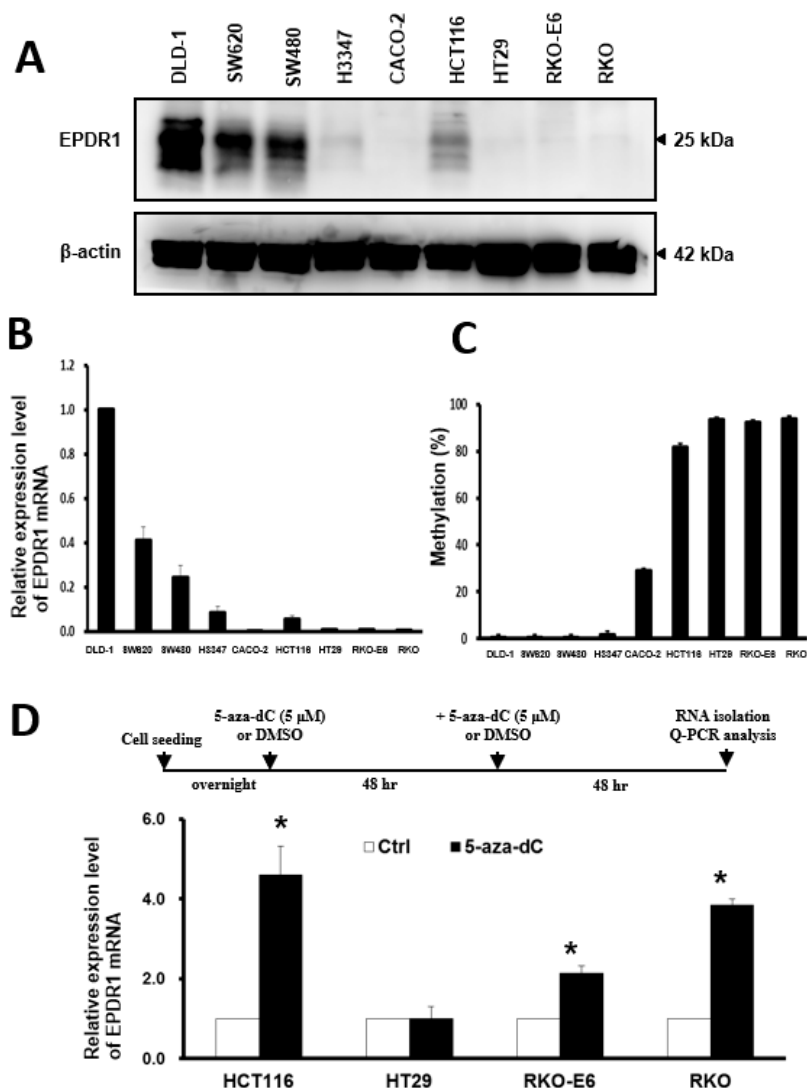 A
DLD-1
SW620
SW480
H3347
CACO-2
HCT116
HT29
RKO-E6
RKO
EPDR1
25 kDa
β-actin
42 kDa
B
Relative expression level
of EPDR1 mRNA
1.2
1.0
0.8
0.6
0.4
0.2
0.0
DLD-1 SW620 SW480 H3347 CACO-2 HCT116 HT29 RKO-E6 RKO
C
Methylation (%)
100
80
60
40
20
0
DLD-1 SW620 SW480 H3347 CACO-2 HCT116 HT29 RKO-E6 RKO
D
Cell seeding
5-aza-dC (5 μM)
or DMSO
+ 5-aza-dC (5 μM)
or DMSO
RNA isolation
Q-PCR analysis
overnight
48 hr
48 hr
Relative expression level
of EPDR1 mRNA
6.0
4.0
2.0
0.0
* * *
Ctrl 5-aza-dC
HCT116 HT29 RKO-E6 RKO